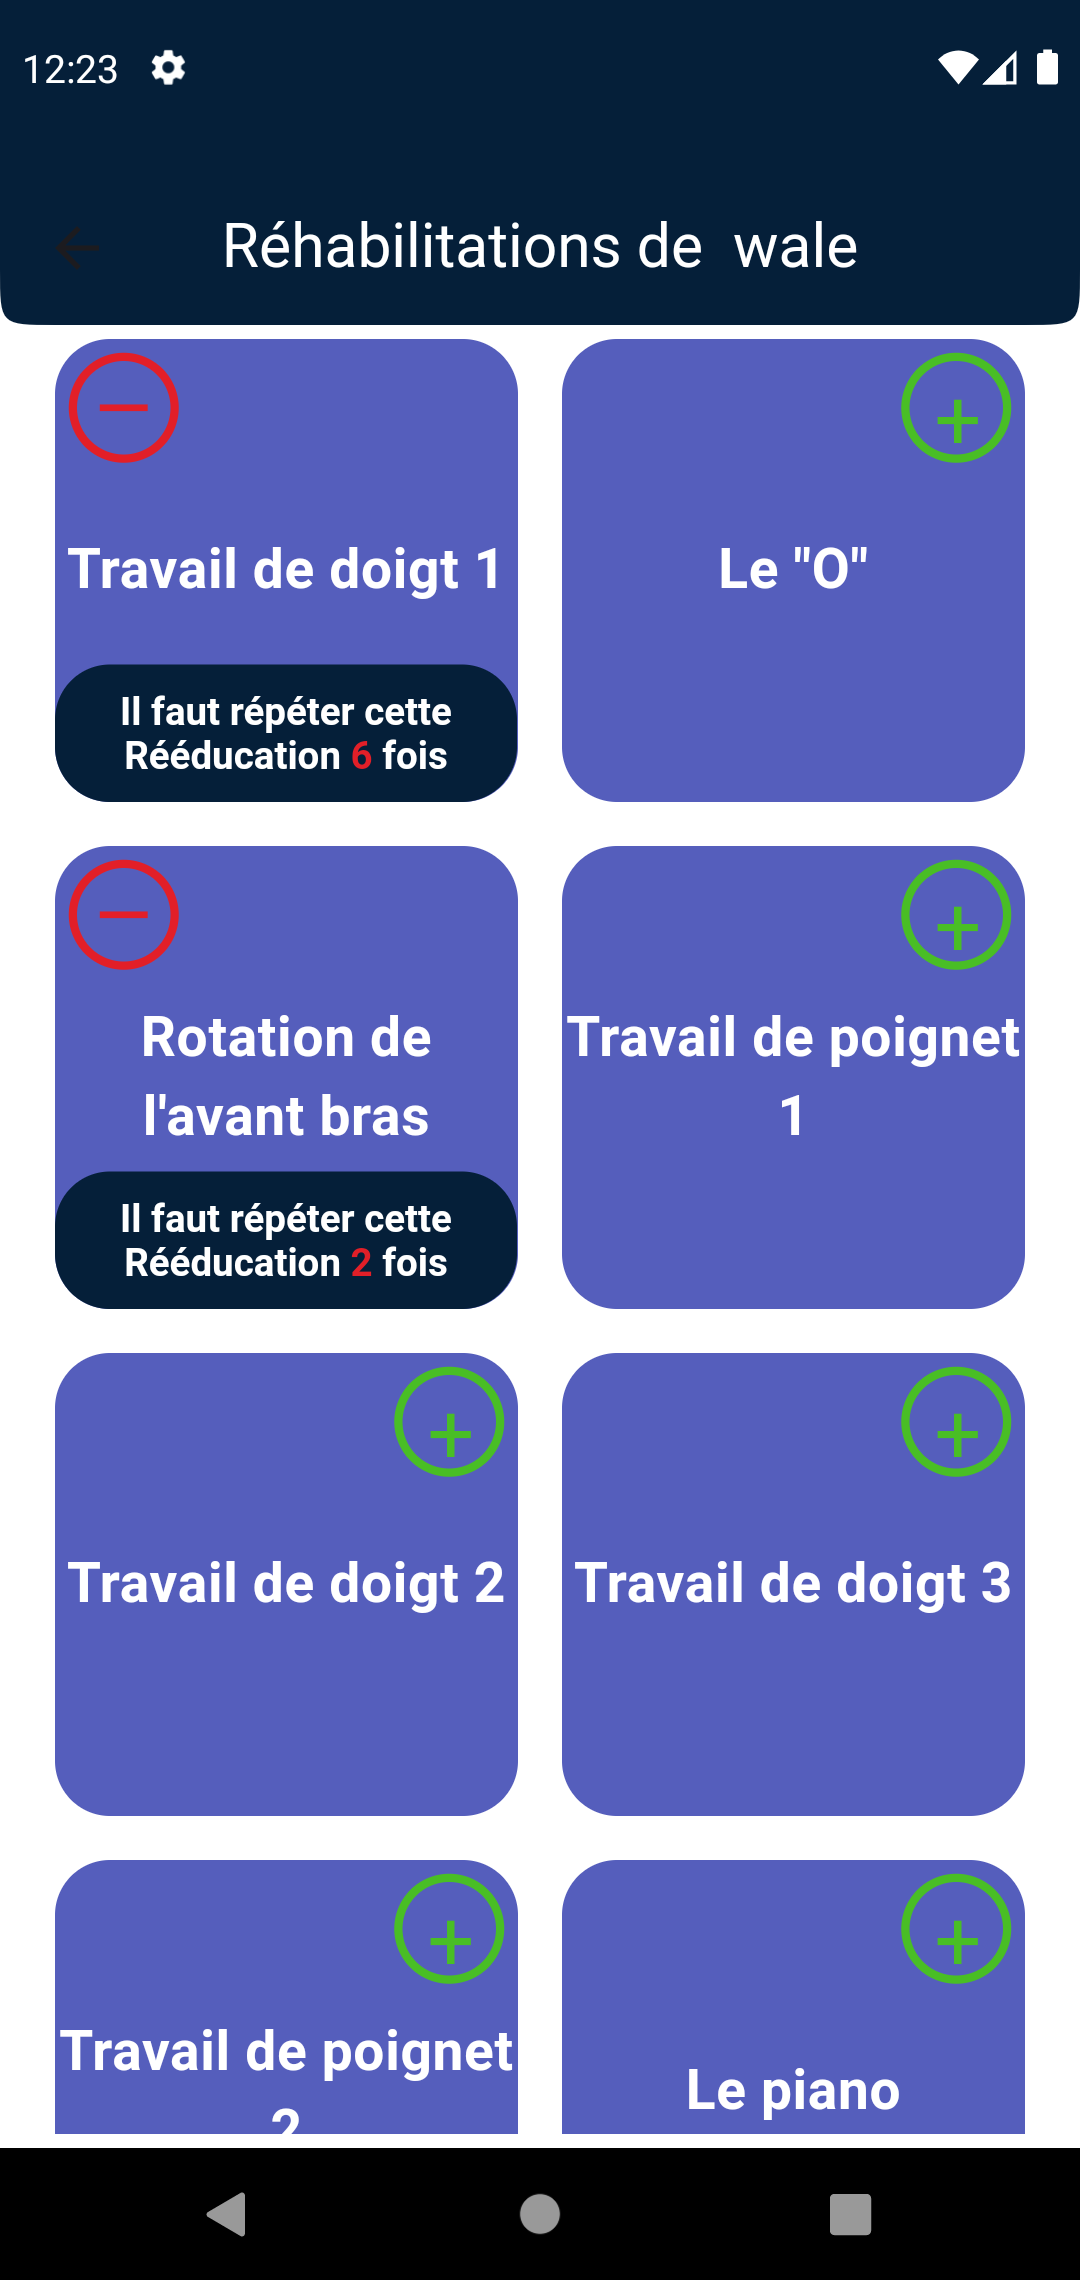 12:23
Réhabilitations de  wale
Travail de doigt 1
Il faut répéter cette
Rééducation 6 fois
Le "O"
Rotation de
l'avant bras
Il faut répéter cette
Rééducation 2 fois
Travail de poignet
1
Travail de doigt 2
Travail de doigt 3
Travail de poignet
2
Le piano